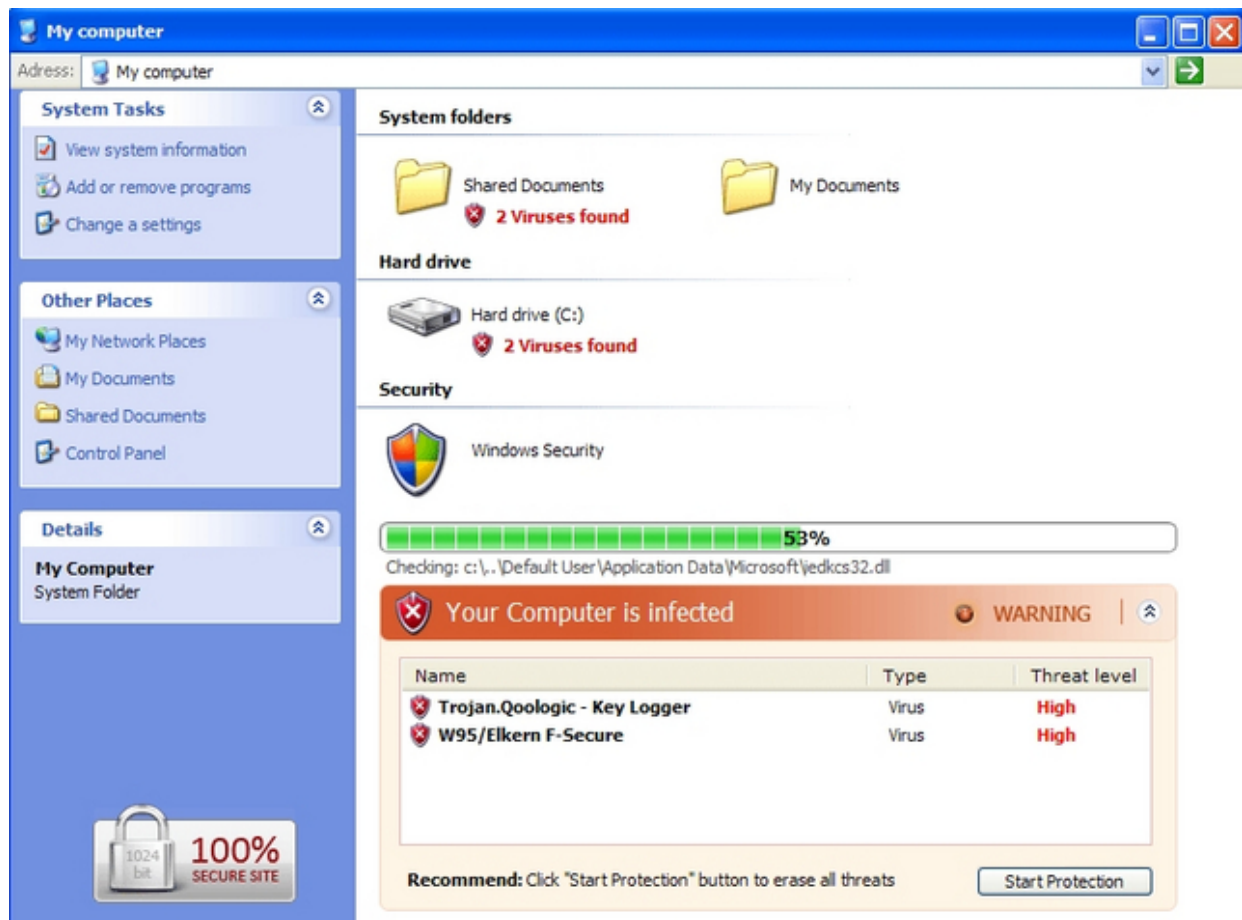 My computer
Adress: My computer
System Tasks
View system information
Add or remove programs
Change a settings
Other Places
My Network Places
My Documents
Shared Documents
Control Panel
Details
My Computer
System Folder
1024 bit
100%
SECURE SITE
System folders
Shared Documents
2 Viruses found
My Documents
Hard drive
Hard drive (C:)
2 Viruses found
Security
Windows Security
53%
Checking: c:\..\Default User\Application Data\Microsoft\iedkcs32.dll
Your Computer is infected WARNING
Name Type Threat level
Trojan.Qoologic - Key Logger Virus High
W95/Elkern F-Secure Virus High
Recommend: Click "Start Protection" button to erase all threats Start Protection